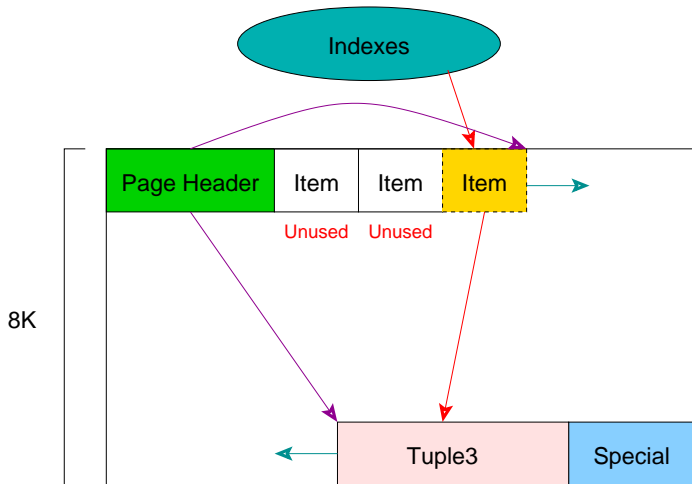 Indexes
Page Header Item Item Item
Unused Unused
8K
Tuple3 Special